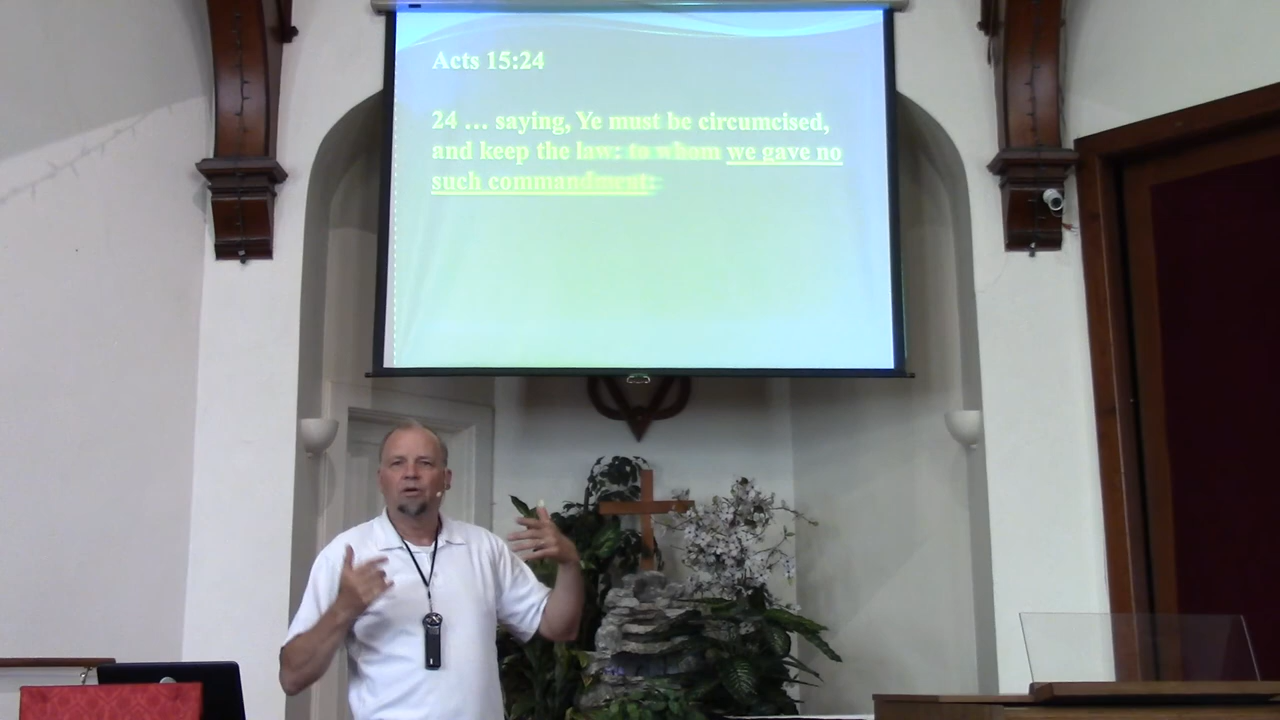 Acts 15:24
24 ... saying, Ye must be circumcised,
and keep the law: to whom we gave no
such commandment: